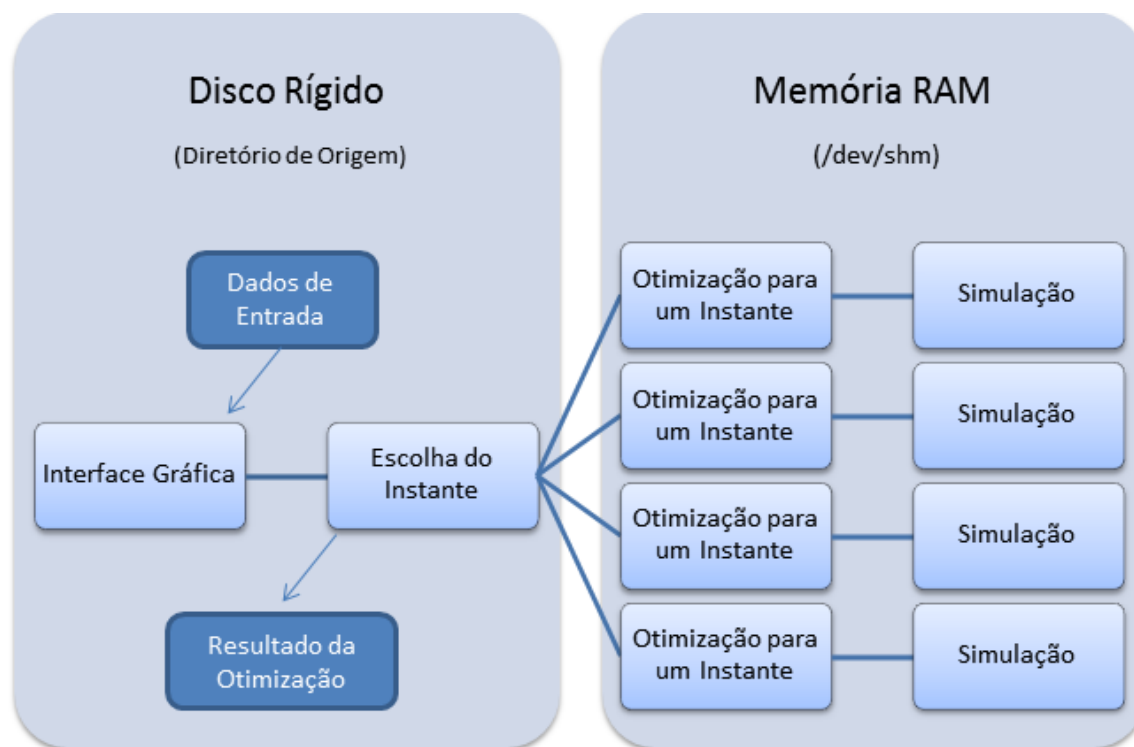 Disco Rígido
(Diretório de Origem)
Dados de
Entrada
Interface Gráfica
Escolha do
Instante
Resultado da
Otimização
Memória RAM
(/dev/shm)
Otimização para
um Instante
Simulação
Otimização para
um Instante
Simulação
Otimização para
um Instante
Simulação
Otimização para
um Instante
Simulação